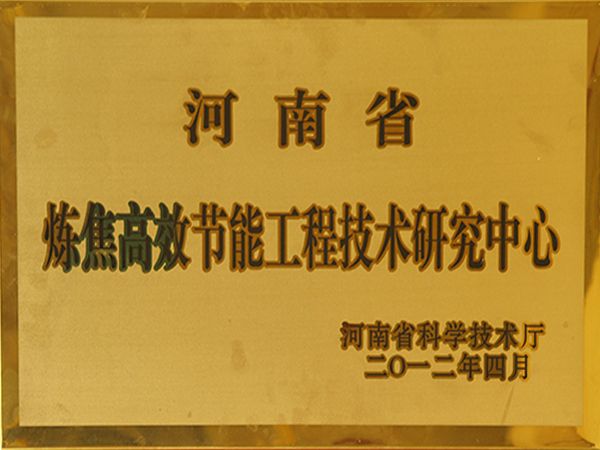 河南省
炼焦高效节能工程技术研究中心
河南省科学技术厅
二〇一二年四月